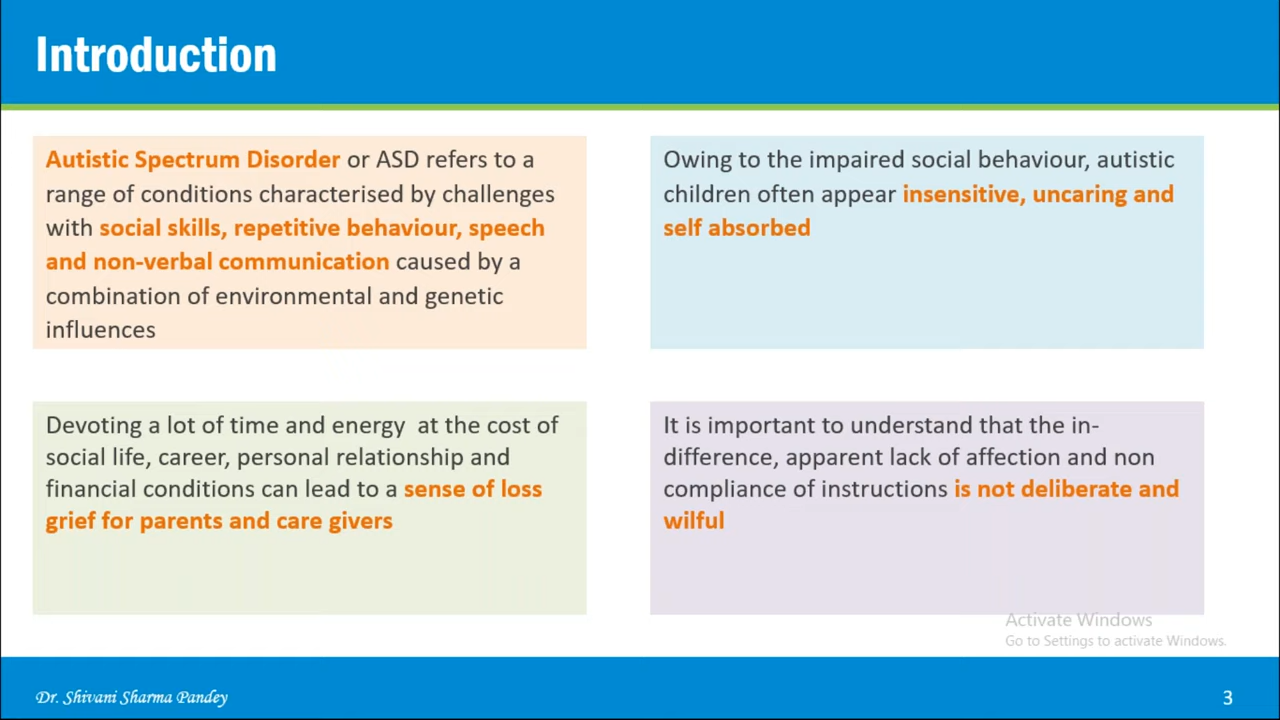 Introduction
Autistic Spectrum Disorder or ASD refers to a
range of conditions characterised by challenges
with social skills, repetitive behaviour, speech
and non-verbal communication caused by a
combination of environmental and genetic
influences
Owing to the impaired social behaviour, autistic
children often appear insensitive, uncaring and
self absorbed
Devoting a lot of time and energy  at the cost of
social life, career, personal relationship and
financial conditions can lead to a sense of loss
grief for parents and care givers
It is important to understand that the in-
difference, apparent lack of affection and non
compliance of instructions is not deliberate and
wilful
Activate Windows
Go to Settings to activate Windows.
Dr. Shivani Sharma Pandey
3